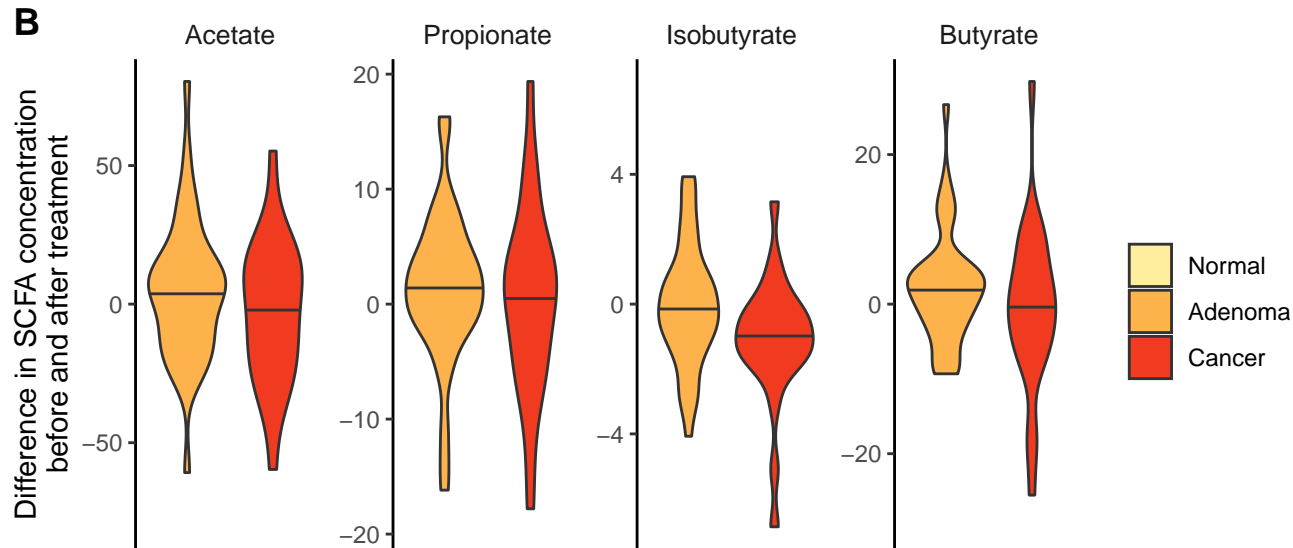 B
Acetate
Propionate
Isobutyrate
Butyrate
Difference in SCFA concentration
before and after treatment
50
0
−50
20
10
0
−10
−20
4
0
−4
20
0
−20
Normal
Adenoma
Cancer